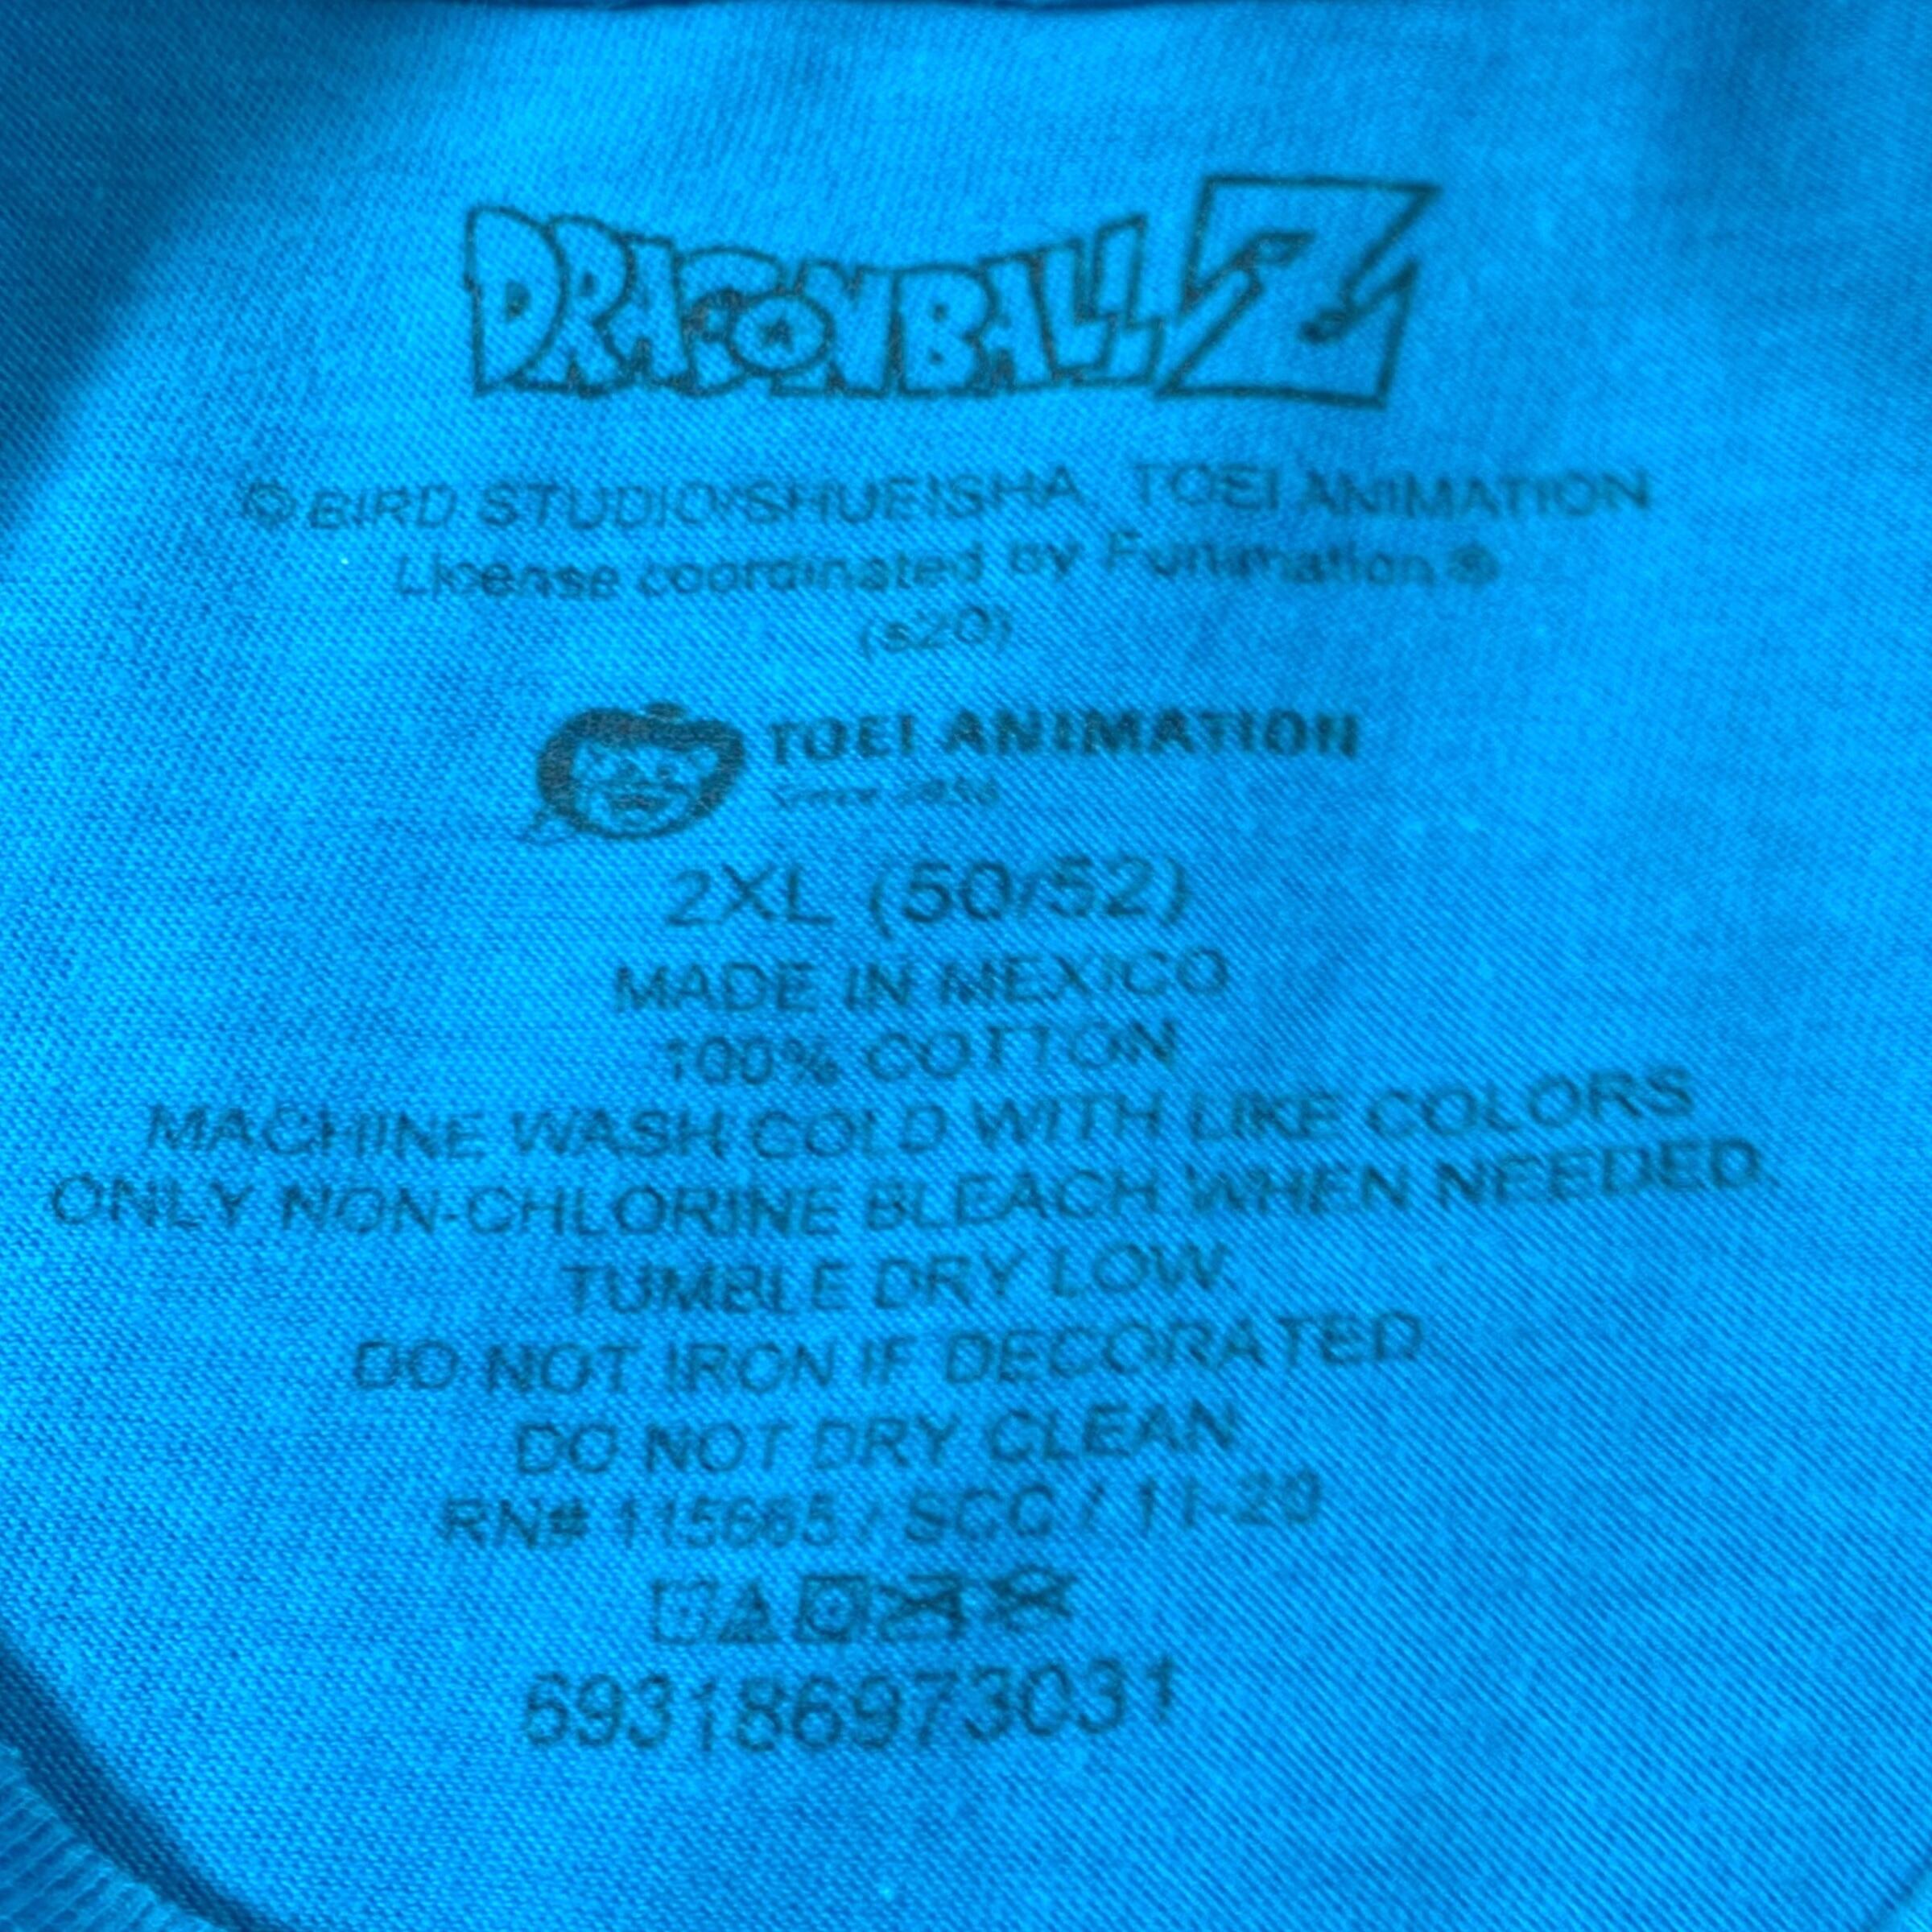 DRAGONBALL Z
© BIRD STUDIO/SHUEISHA, TOEI ANIMATION
License coordinated by Funimation ®
(s20)
TOEI ANIMATION
2XL (50/52)
MADE IN MEXICO
100% COTTON
MACHINE WASH COLD WITH LIKE COLORS
ONLY NON-CHLORINE BLEACH WHEN NEEDED
TUMBLE DRY LOW.
DO NOT IRON IF DECORATED
DO NOT DRY CLEAN
RN# 115665 / SCC / 11-20
693186973031